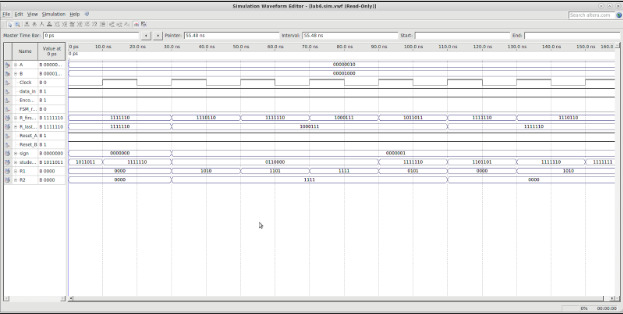 Simulation Waveform Editor - [lab6.sim.vwf (Read-Only)]
File Edit View Simulation Help
Search altera.com
Master Time Bar: 0 ps Pointer: 55.48 ns Interval: 55.48 ns Start: End:
Name Value at 0 ps
0 ps 10.0 ns 20.0 ns 30.0 ns 40.0 ns 50.0 ns 60.0 ns 70.0 ns 80.0 ns 90.0 ns 100.0 ns 110.0 ns 120.0 ns 130.0 ns 140.0 ns 150.0 ns 160.0
0 ps
A B 00000... 00000010
B B 00001... 00001000
Clock B 0
data_in B 1
Enco... B 1
FSM_r... B 0
B 1111110 1111110 1110110 1111110 1000111 1011011 1111110 1110110
B 1111110 1111110 1000111 1111110
Reset_A B 1
Reset_B B 1
sign B 0000000 0000000 0000001
stude... B 1011011 1011011 1111110 0110000 1111110 1101101 1111110 1111111
R1 B 0000 0000 1010 1101 1111 0101 0000 1010
R2 B 0000 0000 1111 0000
0% 00:00:00